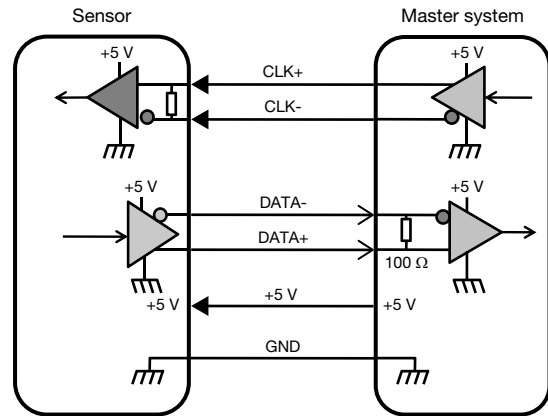 Sensor
Master system
+5 V
+5 V
CLK+
CLK-
+5 V
+5 V
DATA-
DATA+
100 Ω
+5 V
+5 V
+5 V
GND